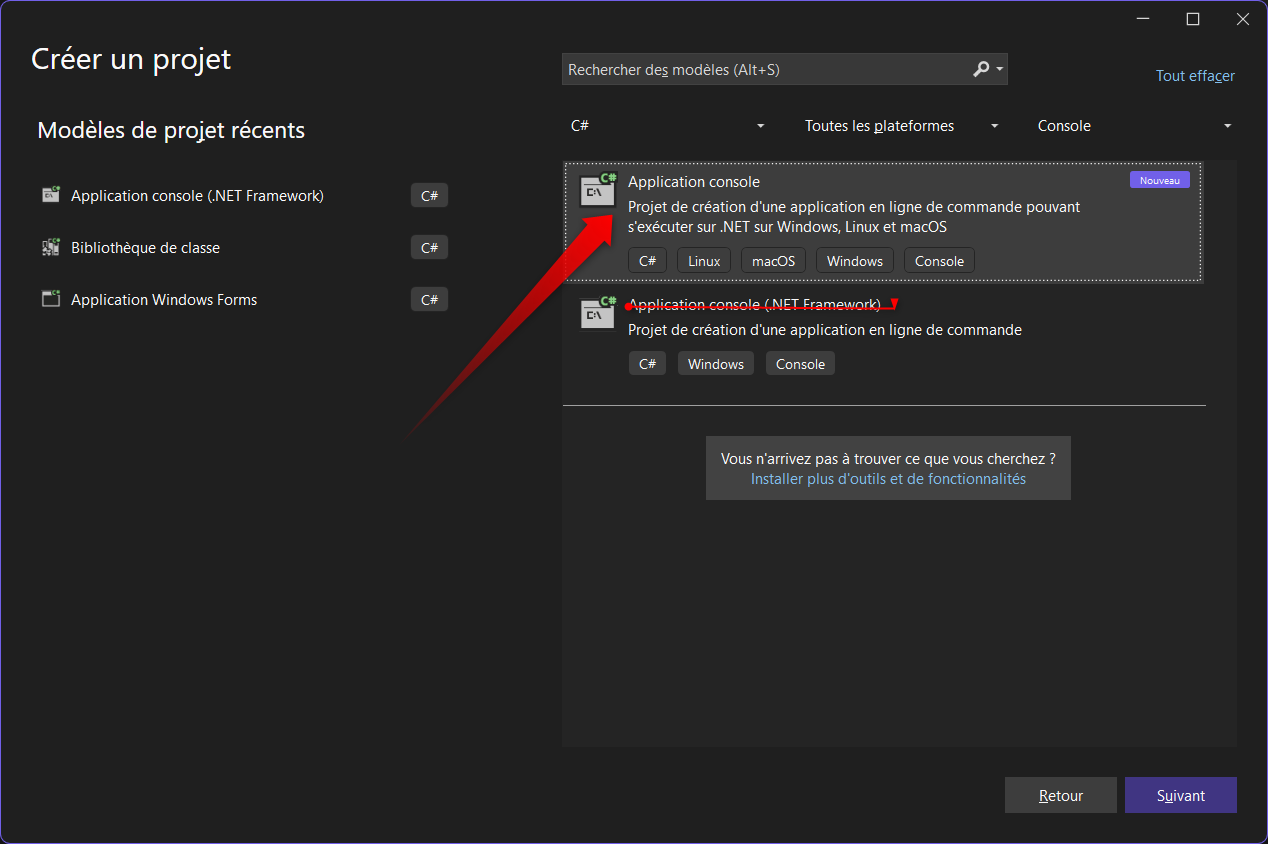 Créer un projet
Rechercher des modèles (Alt+S)
Tout effacer
Modèles de projet récents
C#
Toutes les plateformes
Console
Application console (.NET Framework)
C#
Bibliothèque de classe
C#
Application Windows Forms
C#
Application console
Nouveau
Projet de création d'une application en ligne de commande pouvant
s'exécuter sur .NET sur Windows, Linux et macOS
C#
Linux
macOS
Windows
Console
Application console (.NET Framework)
Projet de création d'une application en ligne de commande
C#
Windows
Console
Vous n'arrivez pas à trouver ce que vous cherchez ?
Installer plus d'outils et de fonctionnalités
Retour
Suivant